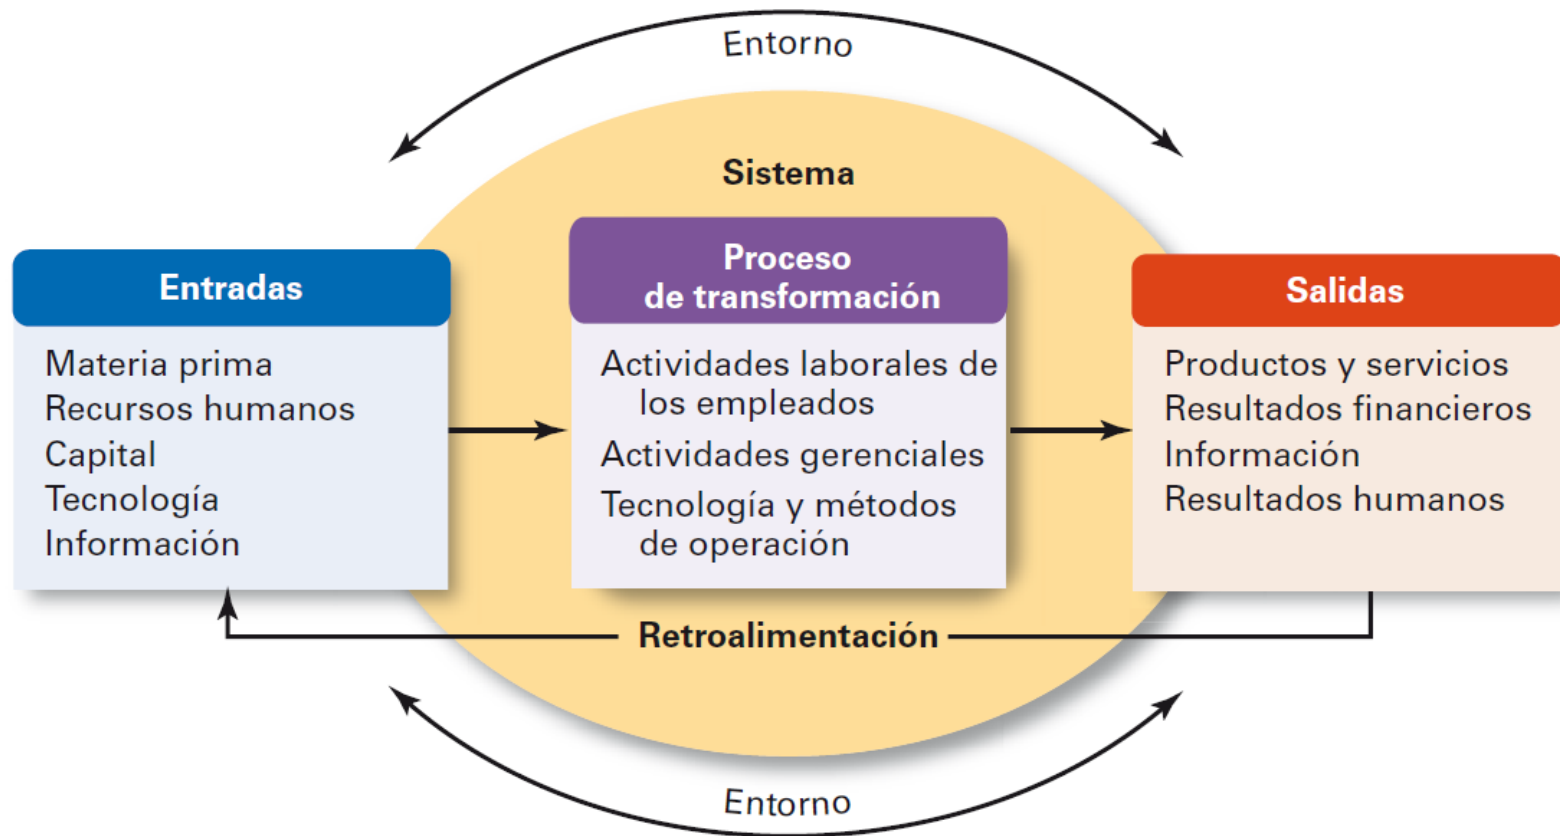 Entorno
Sistema
Entradas
Materia prima
Recursos humanos
Capital
Tecnología
Información
Proceso
de transformación
Actividades laborales de
los empleados
Actividades gerenciales
Tecnología y métodos
de operación
Salidas
Productos y servicios
Resultados financieros
Información
Resultados humanos
Retroalimentación
Entorno